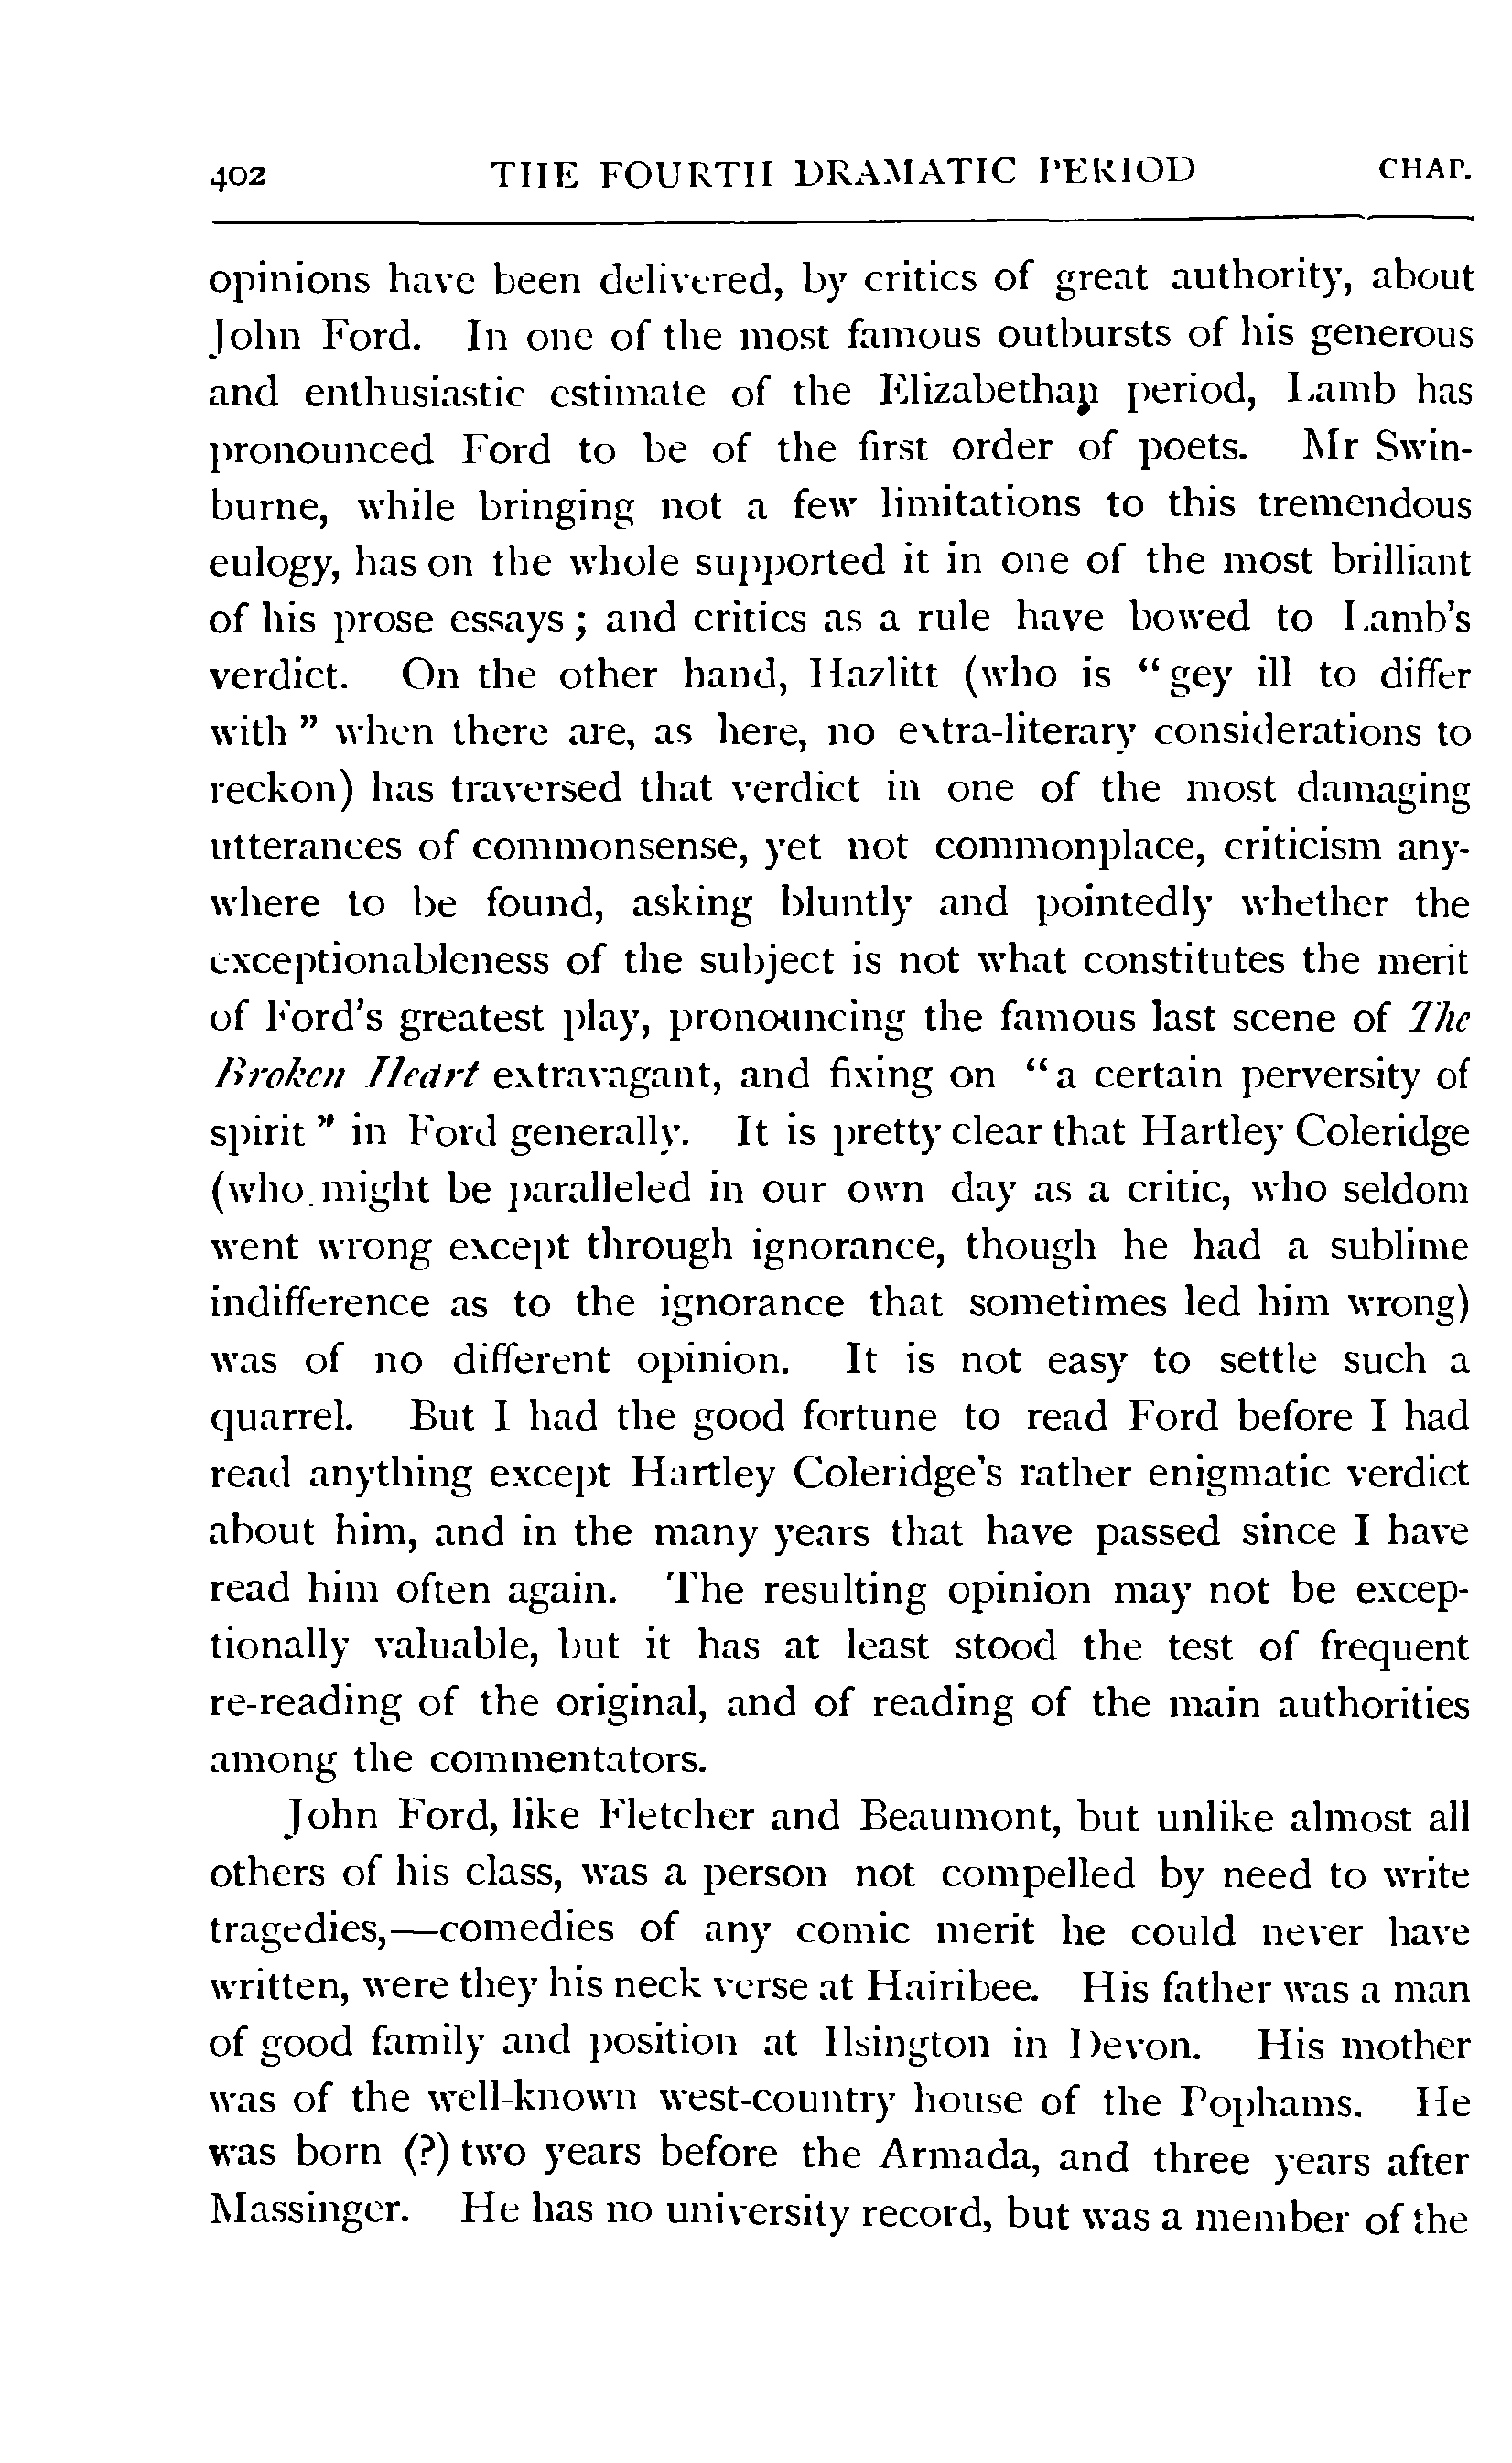 402 THE FOURTH DRAMATIC PERIOD CHAP.
opinions have been delivered, by critics of great authority, about
John Ford. In one of the most famous outbursts of his generous
and enthusiastic estimate of the Elizabethan period, Lamb has
pronounced Ford to be of the first order of poets. Mr Swin-
burne, while bringing not a few limitations to this tremendous
eulogy, has on the whole supported it in one of the most brilliant
of his prose essays; and critics as a rule have bowed to Lamb's
verdict. On the other hand, Hazlitt (who is "gey ill to differ
with" when there are, as here, no extra-literary considerations to
reckon) has traversed that verdict in one of the most damaging
utterances of commonsense, yet not commonplace, criticism any-
where to be found, asking bluntly and pointedly whether the
exceptionableness of the subject is not what constitutes the merit
of Ford's greatest play, pronouncing the famous last scene of The
Broken Heart extravagant, and fixing on "a certain perversity of
spirit" in Ford generally. It is pretty clear that Hartley Coleridge
(who might be paralleled in our own day as a critic, who seldom
went wrong except through ignorance, though he had a sublime
indifference as to the ignorance that sometimes led him wrong)
was of no different opinion. It is not easy to settle such a
quarrel. But I had the good fortune to read Ford before I had
read anything except Hartley Coleridge's rather enigmatic verdict
about him, and in the many years that have passed since I have
read him often again. The resulting opinion may not be excep-
tionally valuable, but it has at least stood the test of frequent
re-reading of the original, and of reading of the main authorities
among the commentators.
John Ford, like Fletcher and Beaumont, but unlike almost all
others of his class, was a person not compelled by need to write
tragedies,—comedies of any comic merit he could never have
written, were they his neck verse at Hairibee. His father was a man
of good family and position at Ilsington in Devon. His mother
was of the well-known west-country house of the Pophams. He
was born (?) two years before the Armada, and three years after
Massinger. He has no university record, but was a member of the